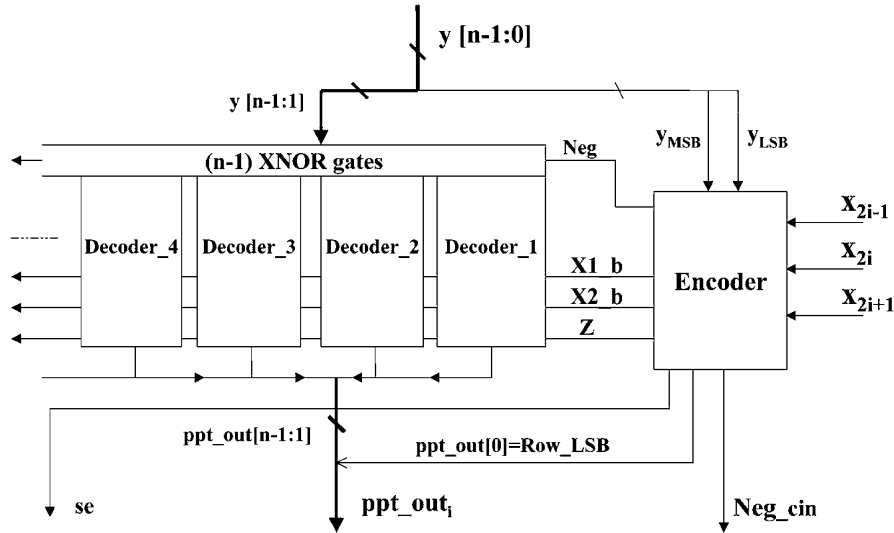 y [n-1:0]
y [n-1:1]
y_MSB
y_LSB
(n-1) XNOR gates
Neg
Decoder_4
Decoder_3
Decoder_2
Decoder_1
X1_b
X2_b
Z
Encoder
x_2i-1
x_2i
x_2i+1
ppt_out[n-1:1]
ppt_out[0]=Row_LSB
se
ppt_out_i
Neg_cin